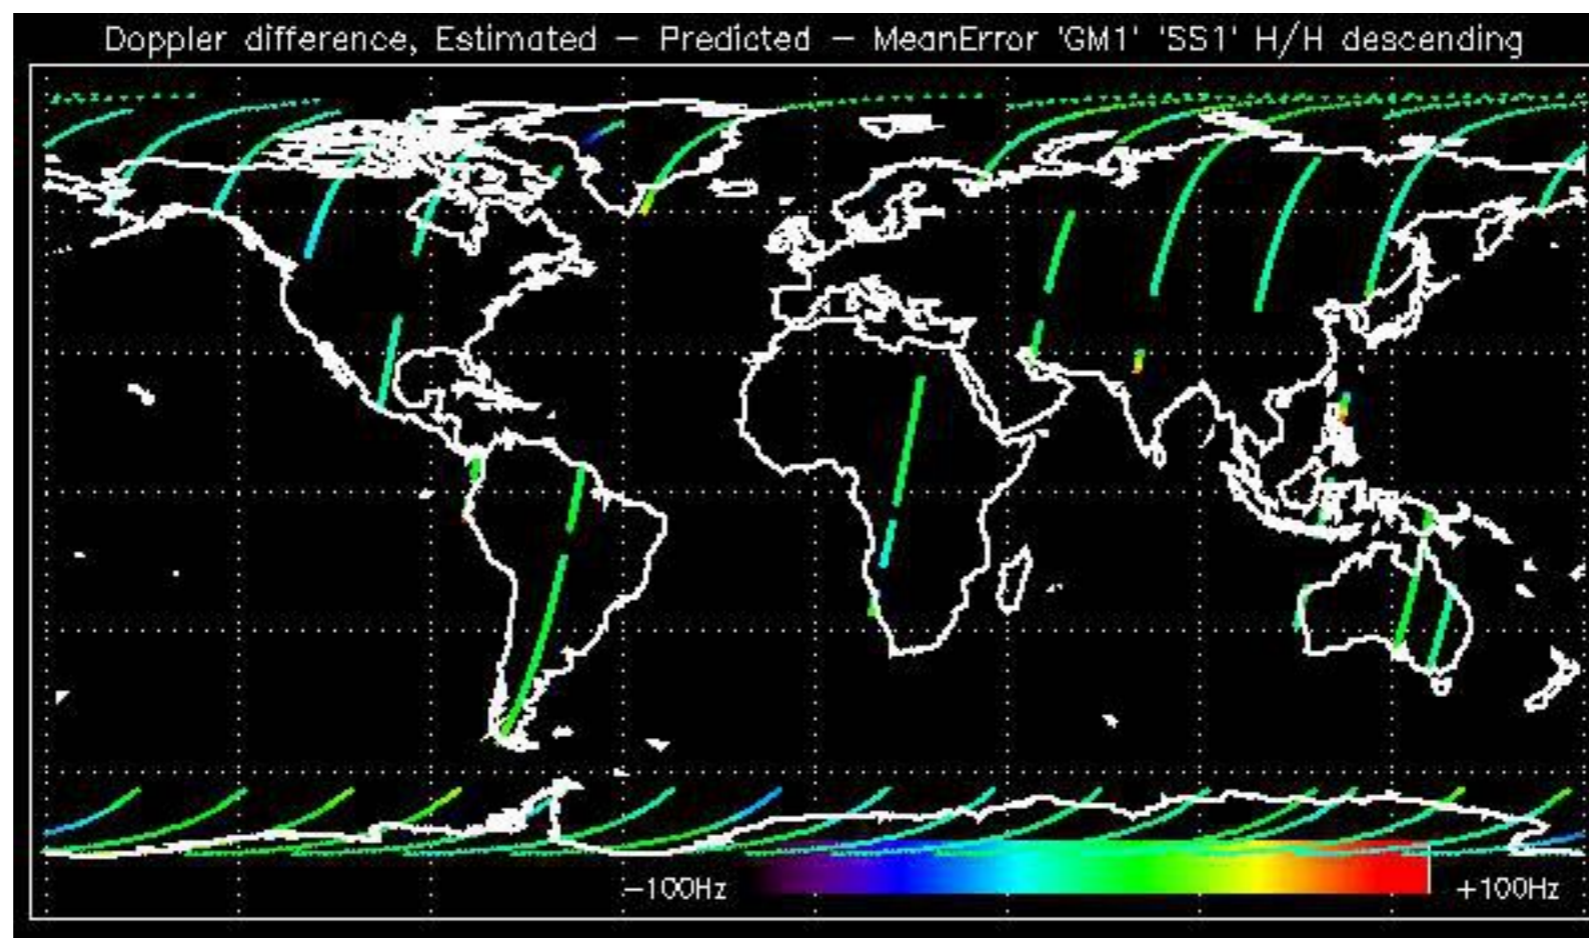 Doppler difference, Estimated – Predicted – MeanError 'GM1' 'SS1' H/H descending
–100Hz +100Hz